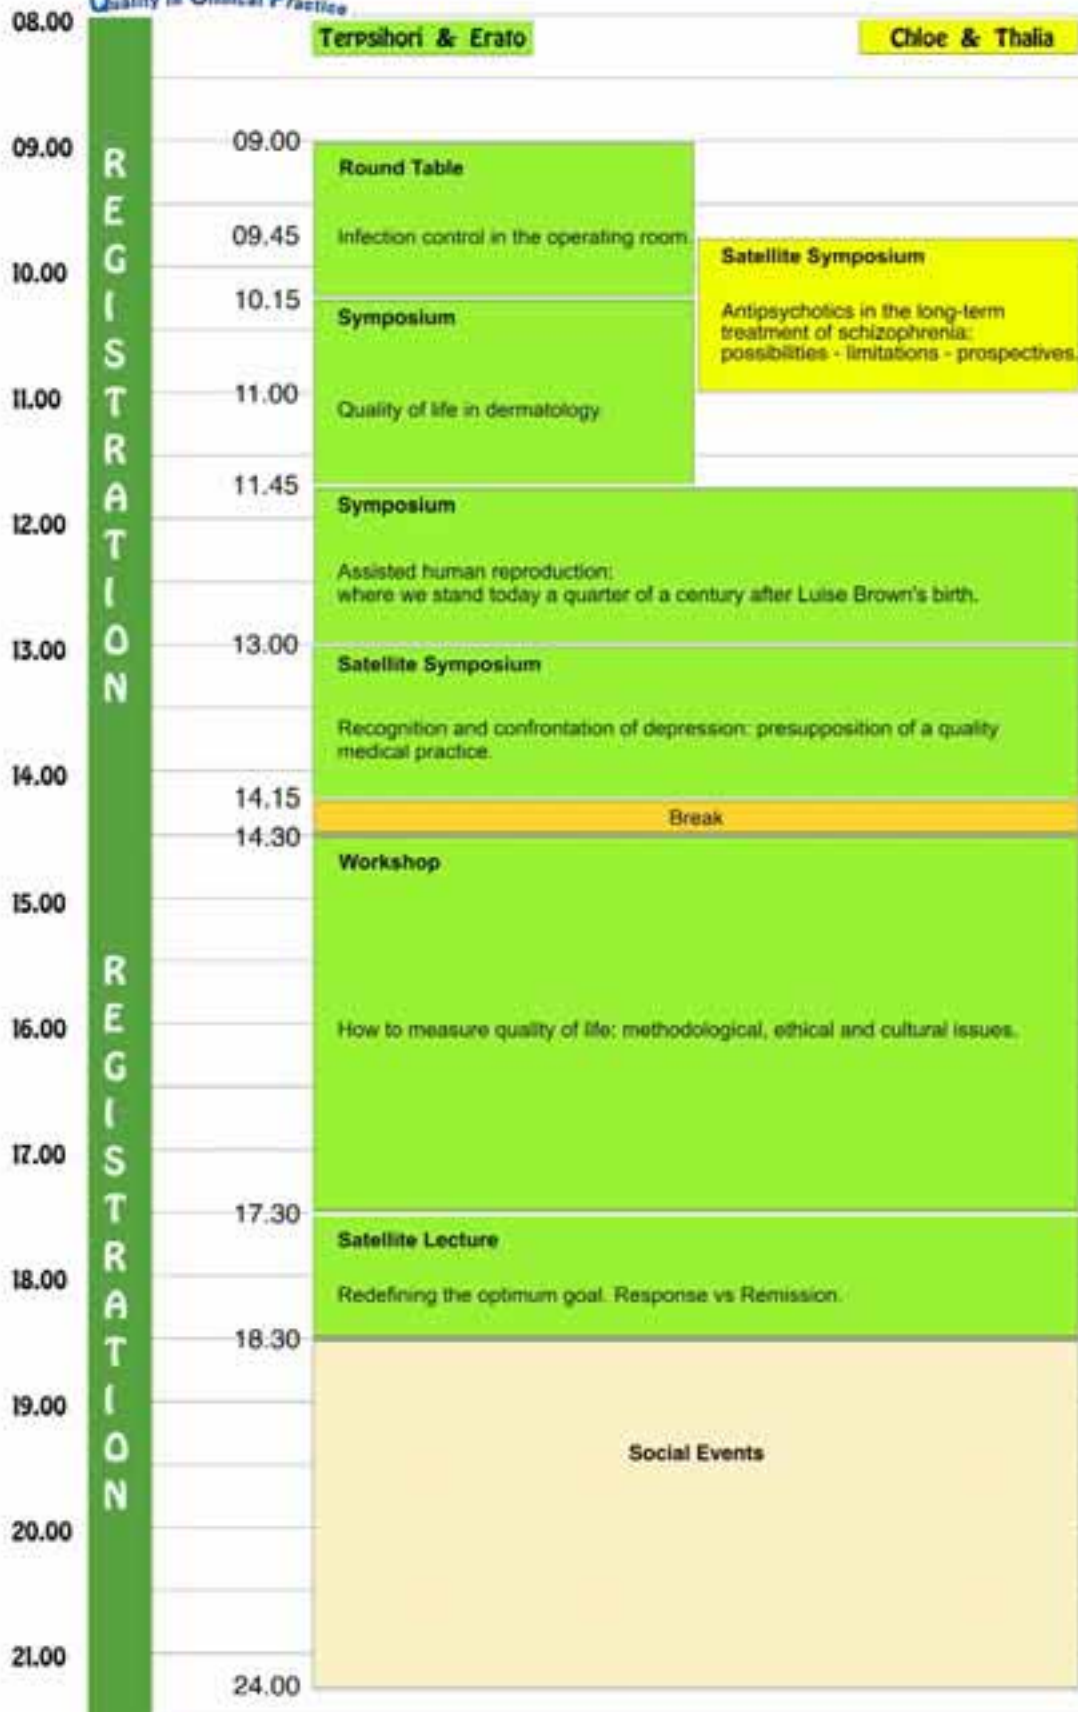 Quality in Clinical Practice
08.00
Terpsihori & Erato
Chloe & Thalia
09.00
REGISTRATION
09.00
Round Table
Infection control in the operating room.
09.45
10.00
Satellite Symposium
Antipsychotics in the long-term
treatment of schizophrenia:
possibilities - limitations - prospectives.
10.15
Symposium
11.00
11.00
Quality of life in dermatology
11.45
Symposium
12.00
Assisted human reproduction:
where we stand today a quarter of a century after Luise Brown's birth.
13.00
13.00
Satellite Symposium
Recognition and confrontation of depression: presupposition of a quality
medical practice.
14.00
14.15
Break
14.30
Workshop
15.00
REGISTRATION
16.00
How to measure quality of life: methodological, ethical and cultural issues.
17.00
17.30
Satellite Lecture
18.00
Redefining the optimum goal. Response vs Remission.
18.30
19.00
Social Events
20.00
21.00
24.00